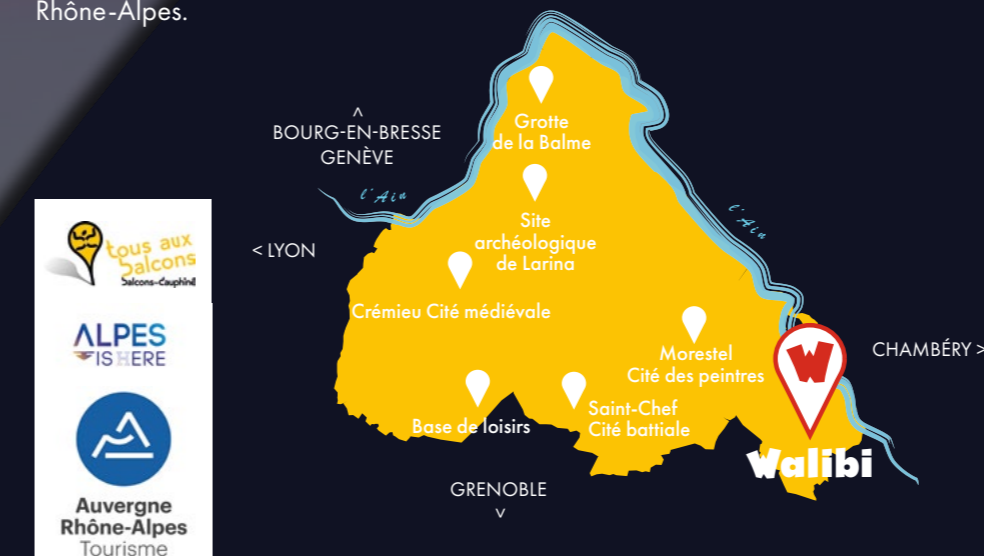 Rhône-Alpes.
^
BOURG-EN-BRESSE
GENÈVE
l'Ain
< LYON
Grotte
de la Balme
Site
archéologique
de Larina
l'Ain
Crémieu Cité médiévale
Morestel
Cité des peintres
CHAMBÉRY >
W
Base de loisirs
Saint-Chef
Cité battiale
Walibi
GRENOBLE
v
tous aux
balcons
balcons-dauphiné
ALPES
IS HERE
Auvergne
Rhône-Alpes
Tourisme